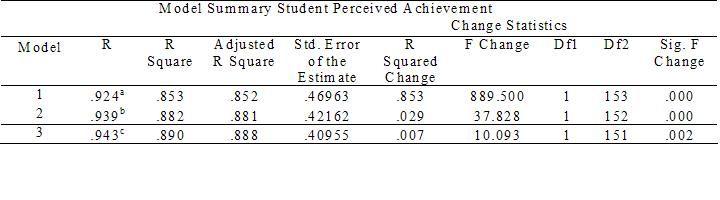 Model Summary Student Perceived Achievement
Change Statistics
Model R R Square Adjusted R Square Std. Error of the Estimate R Squared Change F Change Df1 Df2 Sig. F Change
1 .924a .853 .852 .46963 .853 889.500 1 153 .000
2 .939b .882 .881 .42162 .029 37.828 1 152 .000
3 .943c .890 .888 .40955 .007 10.093 1 151 .002